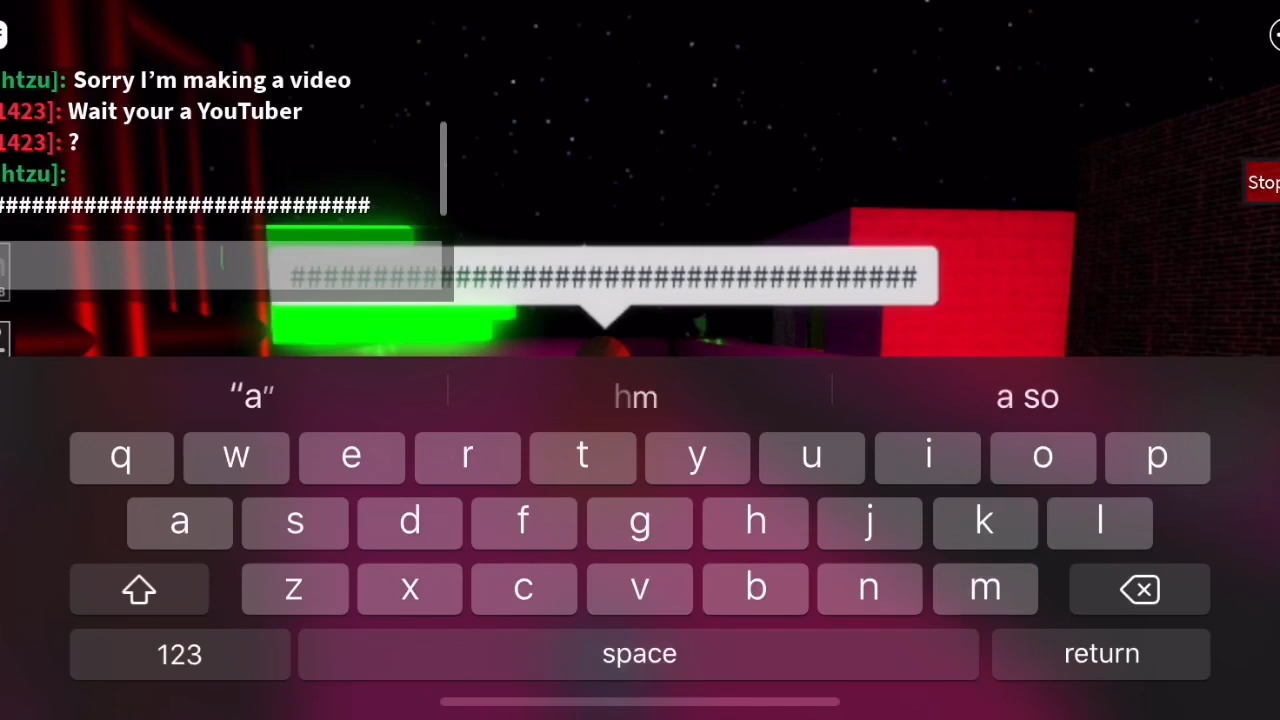 htzu]: Sorry I’m making a video
1423]: Wait your a YouTuber
1423]: ?
htzu]:
##################################
######################################
Stop
“a” hm a so
q w e r t y u i o p
a s d f g h j k l
z x c v b n m
123 space return